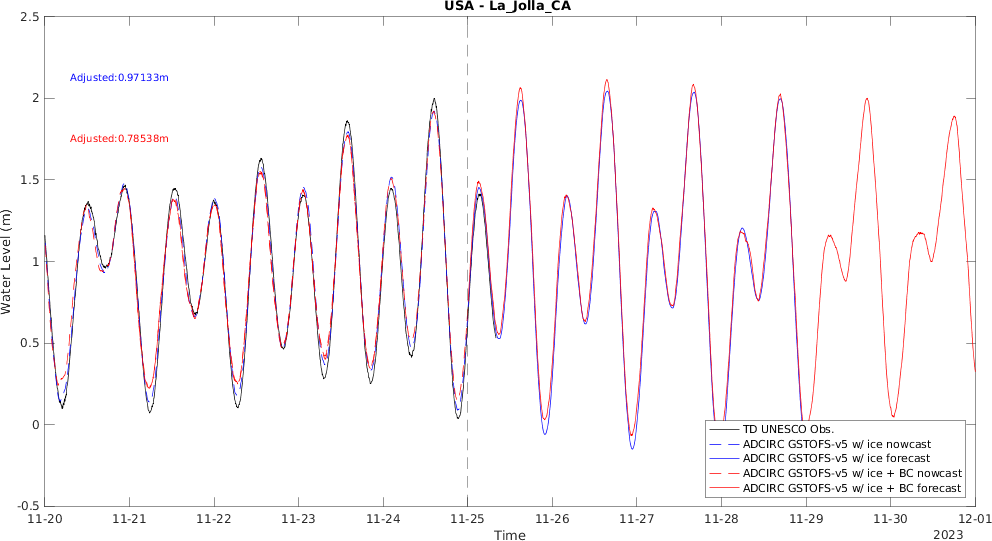 USA - La_Jolla_CA
2.5
2
1.5
1
0.5
0
-0.5
Water Level (m)
Adjusted:0.97133m
Adjusted:0.78538m
TD UNESCO Obs.
ADCIRC GSTOFS-v5 w/ ice nowcast
ADCIRC GSTOFS-v5 w/ ice forecast
ADCIRC GSTOFS-v5 w/ ice + BC nowcast
ADCIRC GSTOFS-v5 w/ ice + BC forecast
11-20 11-21 11-22 11-23 11-24 11-25 11-26 11-27 11-28 11-29 11-30 12-01
Time
2023